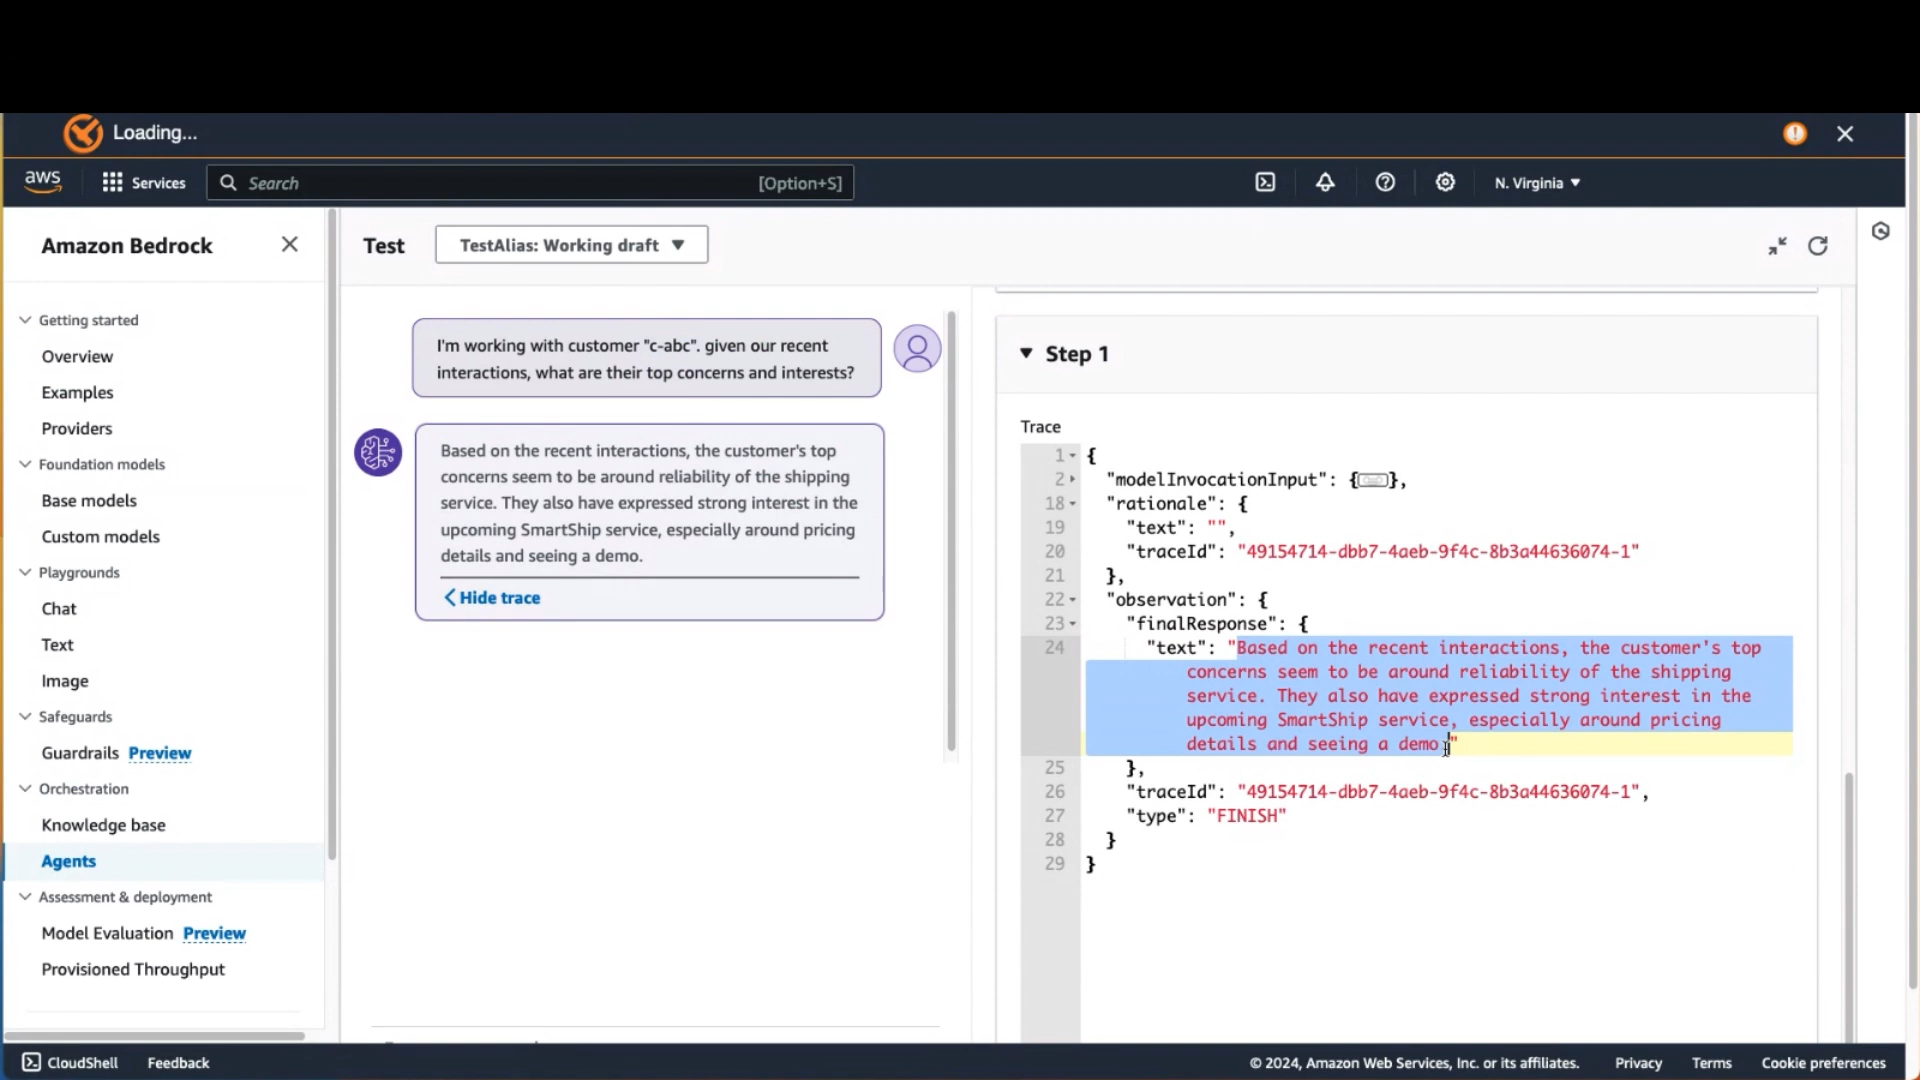 Loading...
aws
Services
Search
[Option+S]
N. Virginia
Amazon Bedrock
Getting started
Overview
Examples
Providers
Foundation models
Base models
Custom models
Playgrounds
Chat
Text
Image
Safeguards
Guardrails Preview
Orchestration
Knowledge base
Agents
Assessment & deployment
Model Evaluation Preview
Provisioned Throughput
Test
TestAlias: Working draft
I'm working with customer "c-abc". given our recent
interactions, what are their top concerns and interests?
Based on the recent interactions, the customer's top
concerns seem to be around reliability of the shipping
service. They also have expressed strong interest in the
upcoming SmartShip service, especially around pricing
details and seeing a demo.
Hide trace
Step 1
Trace
1 {
2 "modelInvocationInput": {},
18 "rationale": {
19 "text": "",
20 "traceId": "49154714-dbb7-4aeb-9f4c-8b3a44636074-1"
21 },
22 "observation": {
23 "finalResponse": {
24 "text": "Based on the recent interactions, the customer's top
concerns seem to be around reliability of the shipping
service. They also have expressed strong interest in the
upcoming SmartShip service, especially around pricing
details and seeing a demo."
25 },
26 "traceId": "49154714-dbb7-4aeb-9f4c-8b3a44636074-1",
27 "type": "FINISH"
28 }
29 }
CloudShell
Feedback
© 2024, Amazon Web Services, Inc. or its affiliates.
Privacy
Terms
Cookie preferences